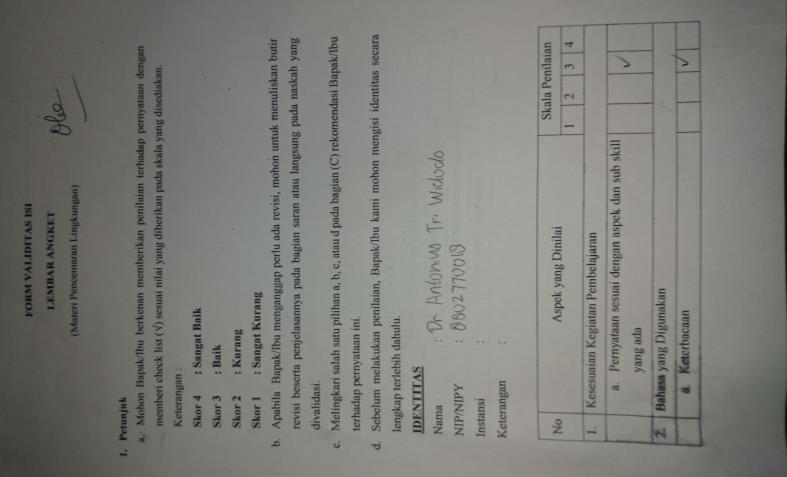 FORM VALIDITAS ISI
LEMBAR ANGKET
(Materi Pencemaran Lingkungan)
1. Petunjuk
a. Mohon Bapak/Ibu berkenan memberikan penilaian terhadap pernyataan dengan
memberi check list (√) sesuai nilai yang diberikan pada skala yang disediakan.
Keterangan :
Skor 4 : Sangat Baik
Skor 3 : Baik
Skor 2 : Kurang
Skor 1 : Sangat Kurang
b. Apabila Bapak/Ibu menganggap perlu ada revisi, mohon untuk menuliskan butir
revisi beserta penjelasannya pada bagian saran atau langsung pada naskah yang
divalidasi.
c. Melingkari salah satu pilihan a, b, c, atau d pada bagian (C) rekomendasi Bapak/Ibu
terhadap pernyataan ini.
d. Sebelum melakukan penilaian, Bapak/Ibu kami mohon mengisi identitas secara
lengkap terlebih dahulu.
IDENTITAS
Nama : Dr Antonius Tri Widodo
NIP/NIPY : 8802770018
Instansi :
Keterangan :
No Aspek yang Dinilai Skala Penilaian
1 2 3 4
1. Kesesuaian Kegiatan Pembelajaran
a. Pernyataan sesuai dengan aspek dan sub skill ✓
yang ada
2 Bahasa yang Digunakan
a. Keterbacaan ✓